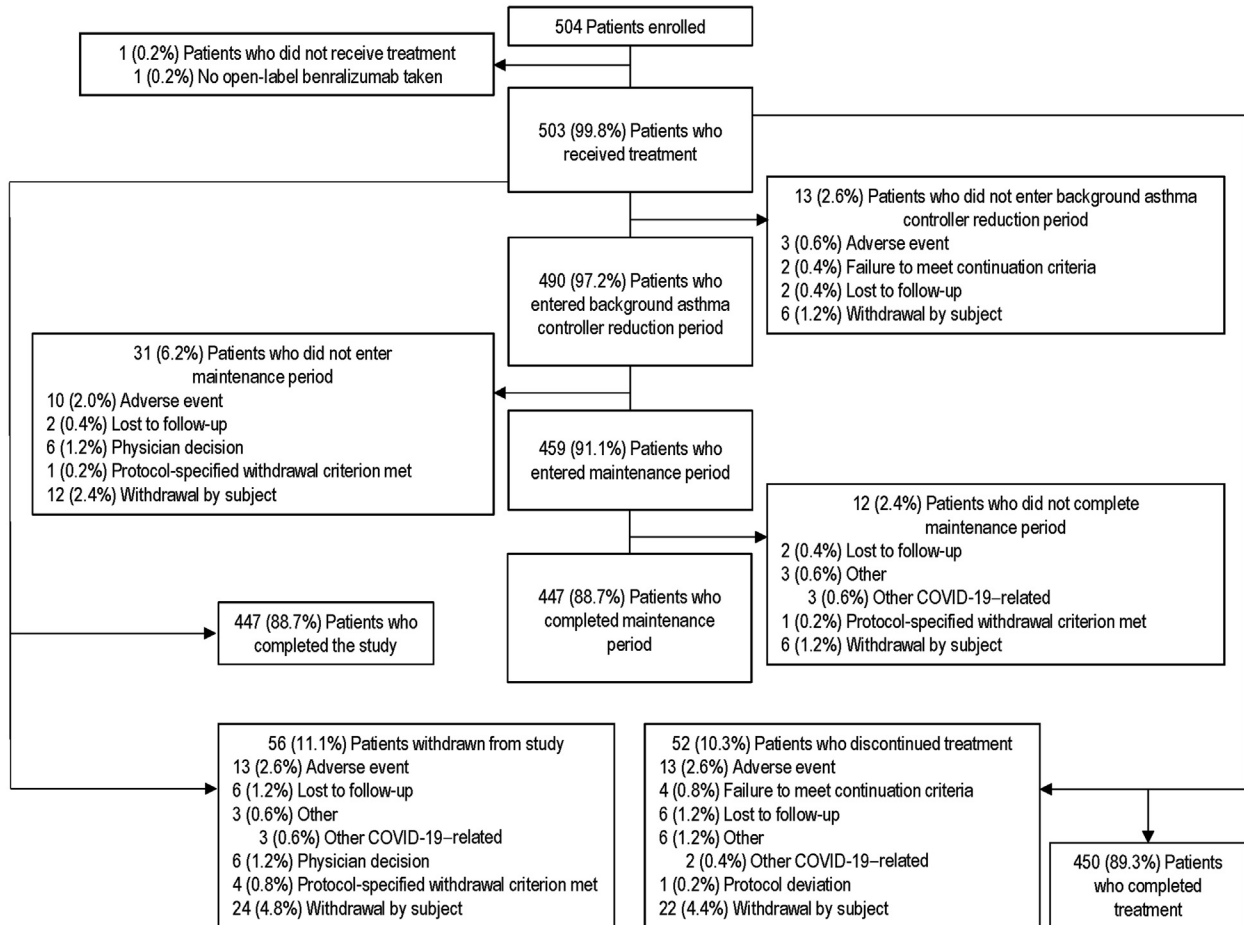 504 Patients enrolled
1 (0.2%) Patients who did not receive treatment
1 (0.2%) No open-label benralizumab taken
503 (99.8%) Patients who
received treatment
13 (2.6%) Patients who did not enter background asthma
controller reduction period
3 (0.6%) Adverse event
2 (0.4%) Failure to meet continuation criteria
2 (0.4%) Lost to follow-up
6 (1.2%) Withdrawal by subject
490 (97.2%) Patients who
entered background asthma
controller reduction period
31 (6.2%) Patients who did not enter
maintenance period
10 (2.0%) Adverse event
2 (0.4%) Lost to follow-up
6 (1.2%) Physician decision
1 (0.2%) Protocol-specified withdrawal criterion met
12 (2.4%) Withdrawal by subject
459 (91.1%) Patients who
entered maintenance period
12 (2.4%) Patients who did not complete
maintenance period
2 (0.4%) Lost to follow-up
3 (0.6%) Other
3 (0.6%) Other COVID-19–related
1 (0.2%) Protocol-specified withdrawal criterion met
6 (1.2%) Withdrawal by subject
447 (88.7%) Patients who
completed maintenance
period
447 (88.7%) Patients who
completed the study
56 (11.1%) Patients withdrawn from study
13 (2.6%) Adverse event
6 (1.2%) Lost to follow-up
3 (0.6%) Other
3 (0.6%) Other COVID-19–related
6 (1.2%) Physician decision
4 (0.8%) Protocol-specified withdrawal criterion met
24 (4.8%) Withdrawal by subject
52 (10.3%) Patients who discontinued treatment
13 (2.6%) Adverse event
4 (0.8%) Failure to meet continuation criteria
6 (1.2%) Lost to follow-up
6 (1.2%) Other
2 (0.4%) Other COVID-19–related
1 (0.2%) Protocol deviation
22 (4.4%) Withdrawal by subject
450 (89.3%) Patients
who completed
treatment